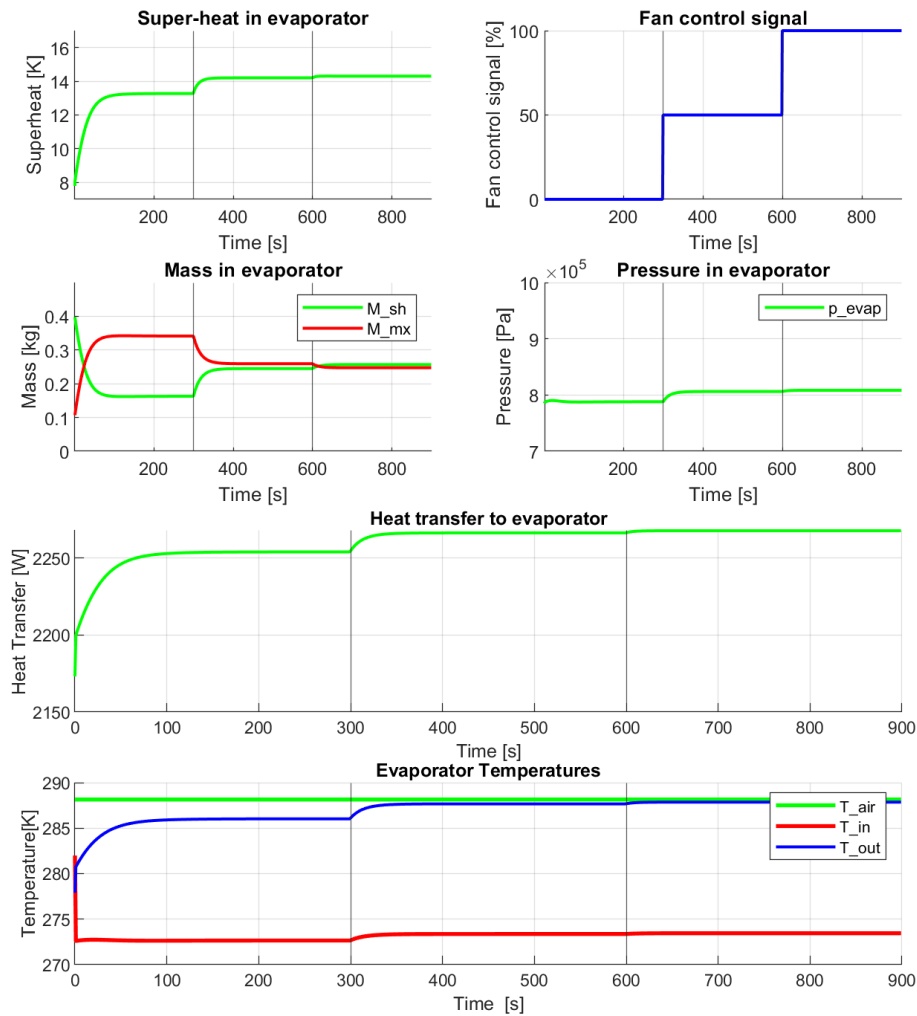 Super-heat in evaporator
Superheat [K]
16
14
12
10
8
200 400 600 800
Time [s]
Fan control signal
Fan control signal [%]
100
50
0
200 400 600 800
Time [s]
Mass in evaporator
Mass [kg]
0.4
0.3
0.2
0.1
0
M_sh
M_mx
200 400 600 800
Time [s]
Pressure in evaporator
×10⁵
Pressure [Pa]
10
9
8
7
p_evap
200 400 600 800
Time [s]
Heat transfer to evaporator
Heat Transfer [W]
2250
2200
2150
0 100 200 300 400 500 600 700 800 900
Time [s]
Evaporator Temperatures
Temperature[K]
290
285
280
275
270
T_air
T_in
T_out
0 100 200 300 400 500 600 700 800 900
Time [s]